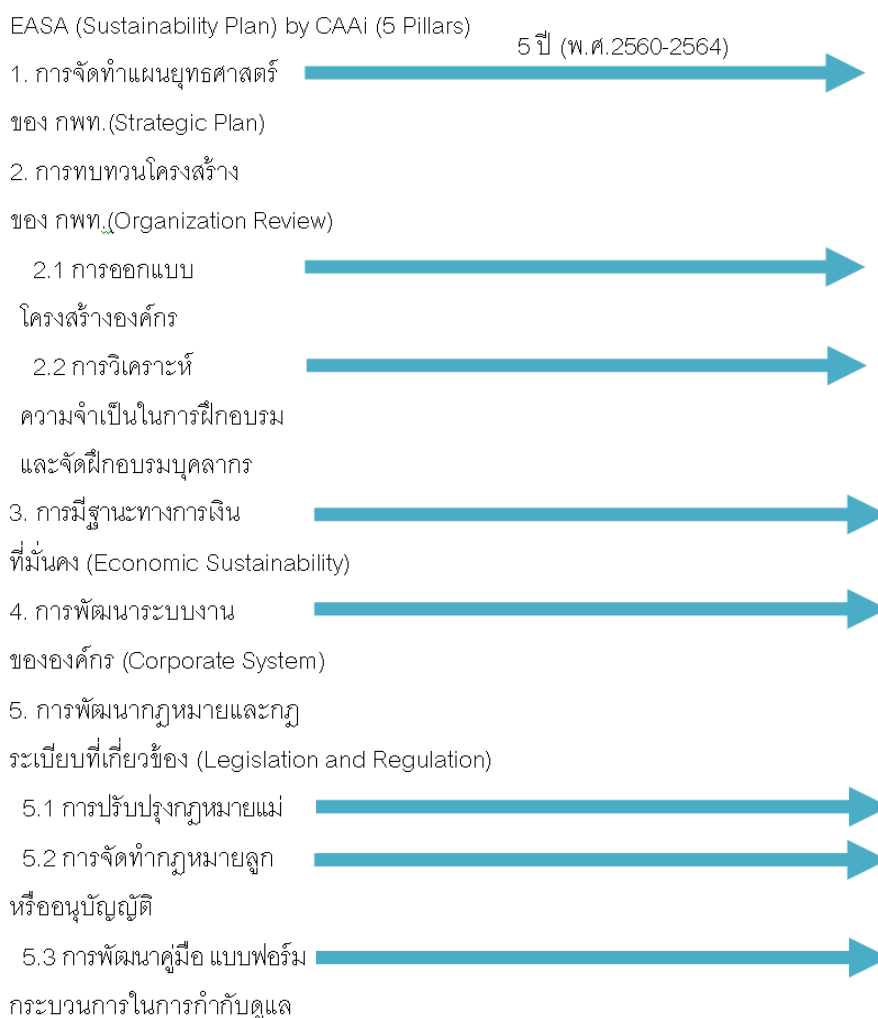 EASA (Sustainability Plan) by CAAi (5 Pillars)
5 ปี (พ.ศ.2560-2564)
1. การจัดทำแผนยุทธศาสตร์
ของ กพท.(Strategic Plan)
2. การทบทวนโครงสร้าง
ของ กพท.(Organization Review)
2.1 การออกแบบ
โครงสร้างองค์กร
2.2 การวิเคราะห์
ความจำเป็นในการฝึกอบรม
และจัดฝึกอบรมบุคลากร
3. การมีฐานะทางการเงิน
ที่มั่นคง (Economic Sustainability)
4. การพัฒนาระบบงาน
ขององค์กร (Corporate System)
5. การพัฒนากฎหมายและกฎ
ระเบียบที่เกี่ยวข้อง (Legislation and Regulation)
5.1 การปรับปรุงกฎหมายแม่
5.2 การจัดทำกฎหมายลูก
หรืออนุบัญญัติ
5.3 การพัฒนาคู่มือ แบบฟอร์ม
กระบวนการในการกำกับดูแล